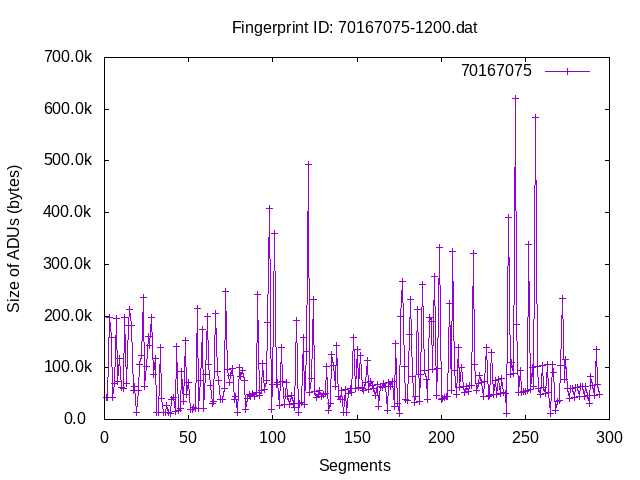 Fingerprint ID: 70167075-1200.dat
700.0k
70167075
600.0k
500.0k
400.0k
300.0k
200.0k
100.0k
0.0
Size of ADUs (bytes)
0 50 100 150 200 250 300
Segments